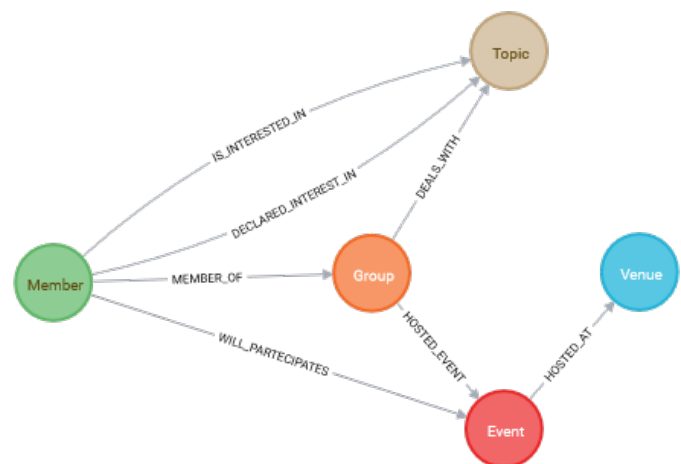 Topic
IS_INTERESTED_IN
DEALS_WITH
DECLARED_INTEREST_IN
Member
MEMBER_OF
Group
Venue
WILL_PARTECIPATES
HOSTED_EVENT
HOSTED_AT
Event